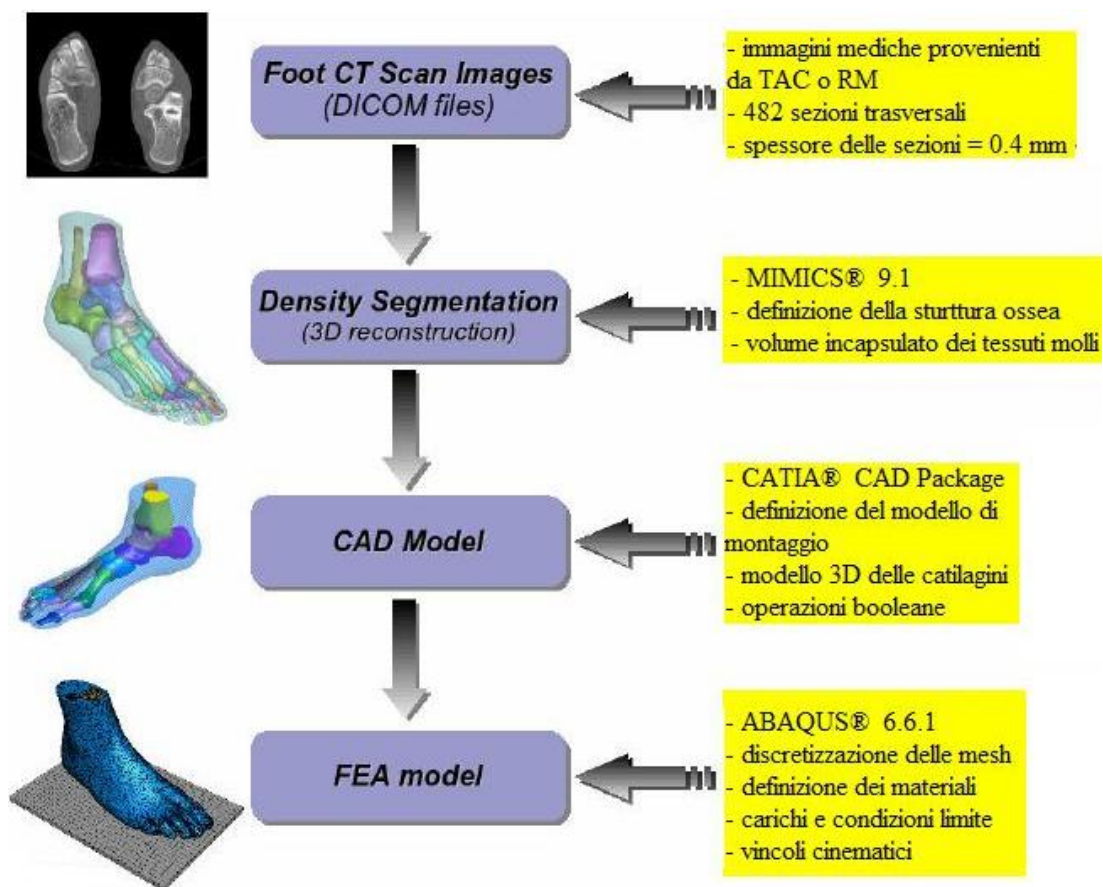 Foot CT Scan Images
(DICOM files)
- immagini mediche provenienti
da TAC o RM
- 482 sezioni trasversali
- spessore delle sezioni = 0.4 mm
Density Segmentation
(3D reconstruction)
- MIMICS® 9.1
- definizione della sturttura ossea
- volume incapsulato dei tessuti molli
CAD Model
- CATIA® CAD Package
- definizione del modello di
montaggio
- modello 3D delle catilagini
- operazioni booleane
FEA model
- ABAQUS® 6.6.1
- discretizzazione delle mesh
- definizione dei materiali
- carichi e condizioni limite
- vincoli cinematici